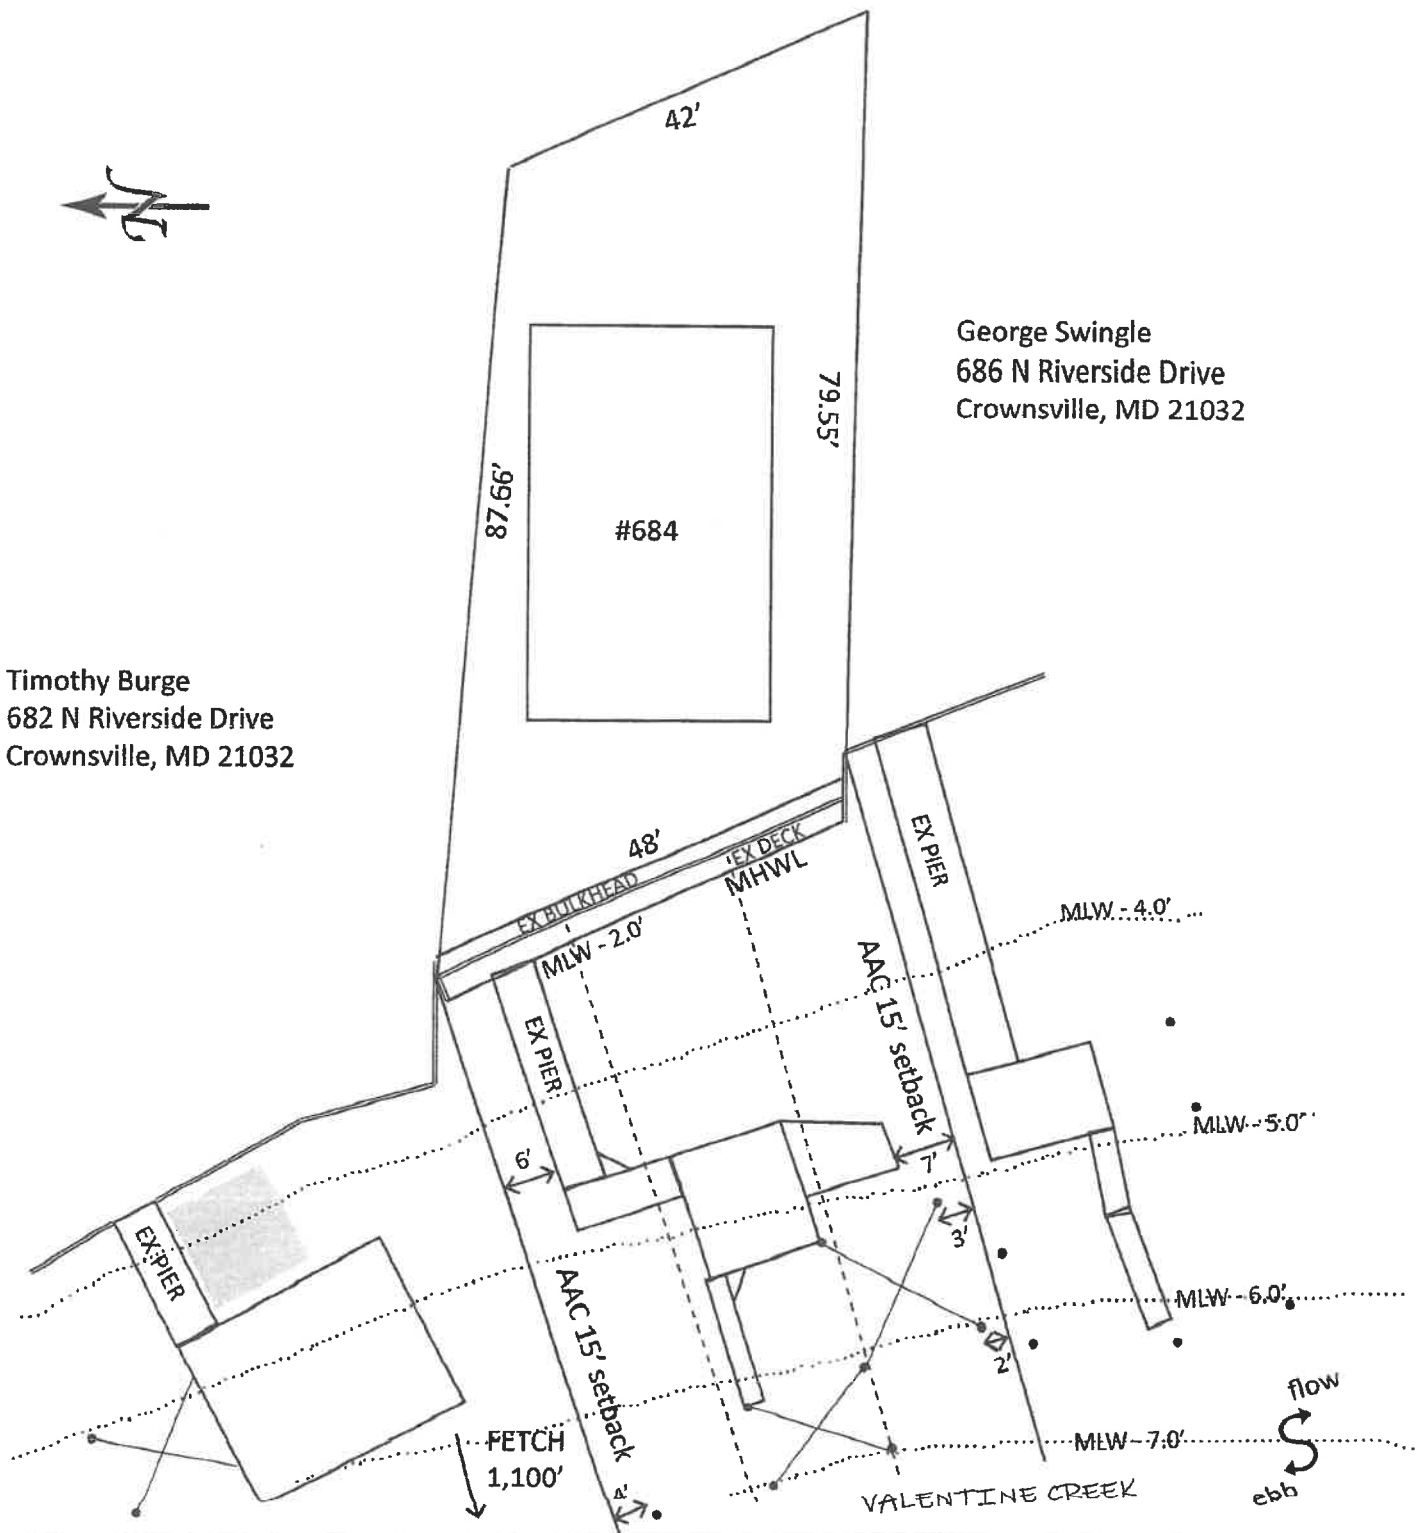 42'
N
George Swingle
686 N Riverside Drive
Crownsville, MD 21032
79.55'
87.66'
#684
Timothy Burge
682 N Riverside Drive
Crownsville, MD 21032
48'
EX DECK
MHWL
EX BULKHEAD
EX PIER
MLW - 2.0'
MLW - 4.0'
AAC 15' setback
EX PIER
MLW - 5.0'
6'
7'
3'
EX PIER
AAC 15' setback
MLW - 6.0'
2'
flow
FETCH
1,100'
MLW - 7.0'
VALENTINE CREEK
ebb
4'